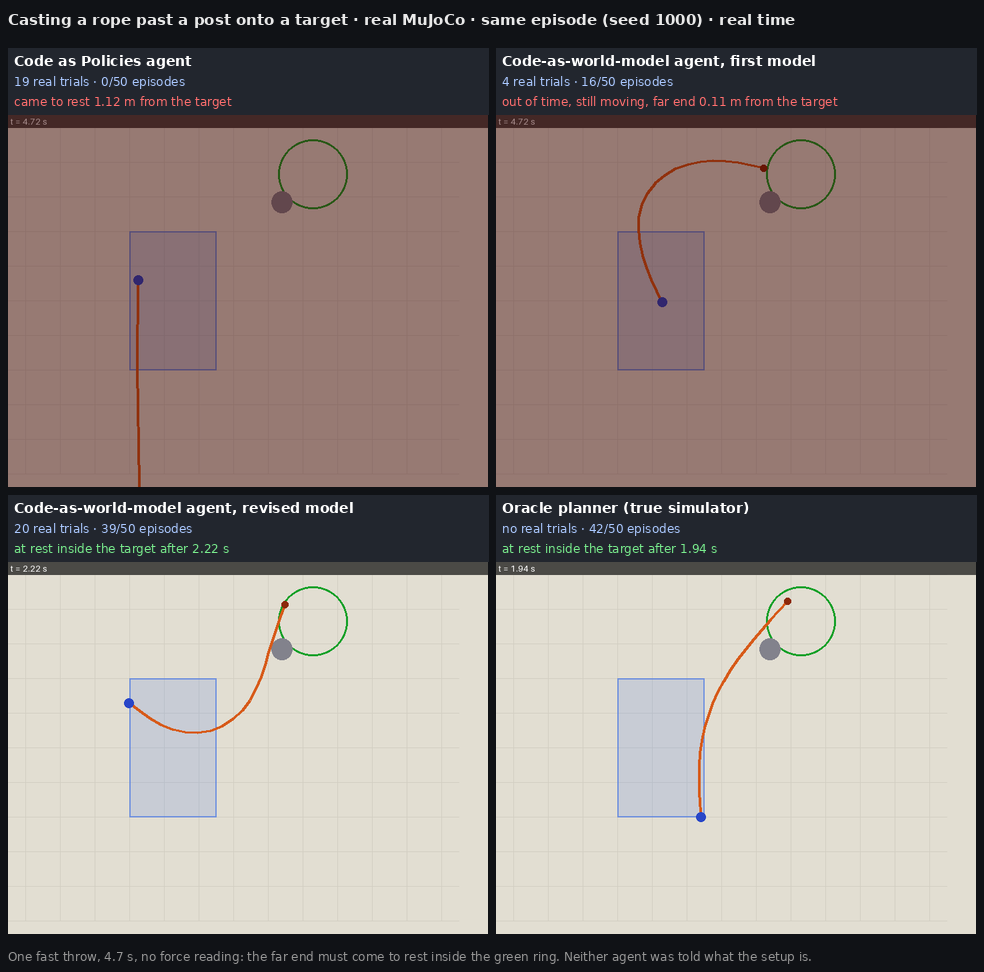 Casting a rope past a post onto a target · real MuJoCo · same episode (seed 1000) · real time
Code as Policies agent
19 real trials · 0/50 episodes
came to rest 1.12 m from the target
t = 4.72 s
Code-as-world-model agent, first model
4 real trials · 16/50 episodes
out of time, still moving, far end 0.11 m from the target
t = 4.72 s
Code-as-world-model agent, revised model
20 real trials · 39/50 episodes
at rest inside the target after 2.22 s
t = 2.22 s
Oracle planner (true simulator)
no real trials · 42/50 episodes
at rest inside the target after 1.94 s
t = 1.94 s
One fast throw, 4.7 s, no force reading: the far end must come to rest inside the green ring. Neither agent was told what the setup is.